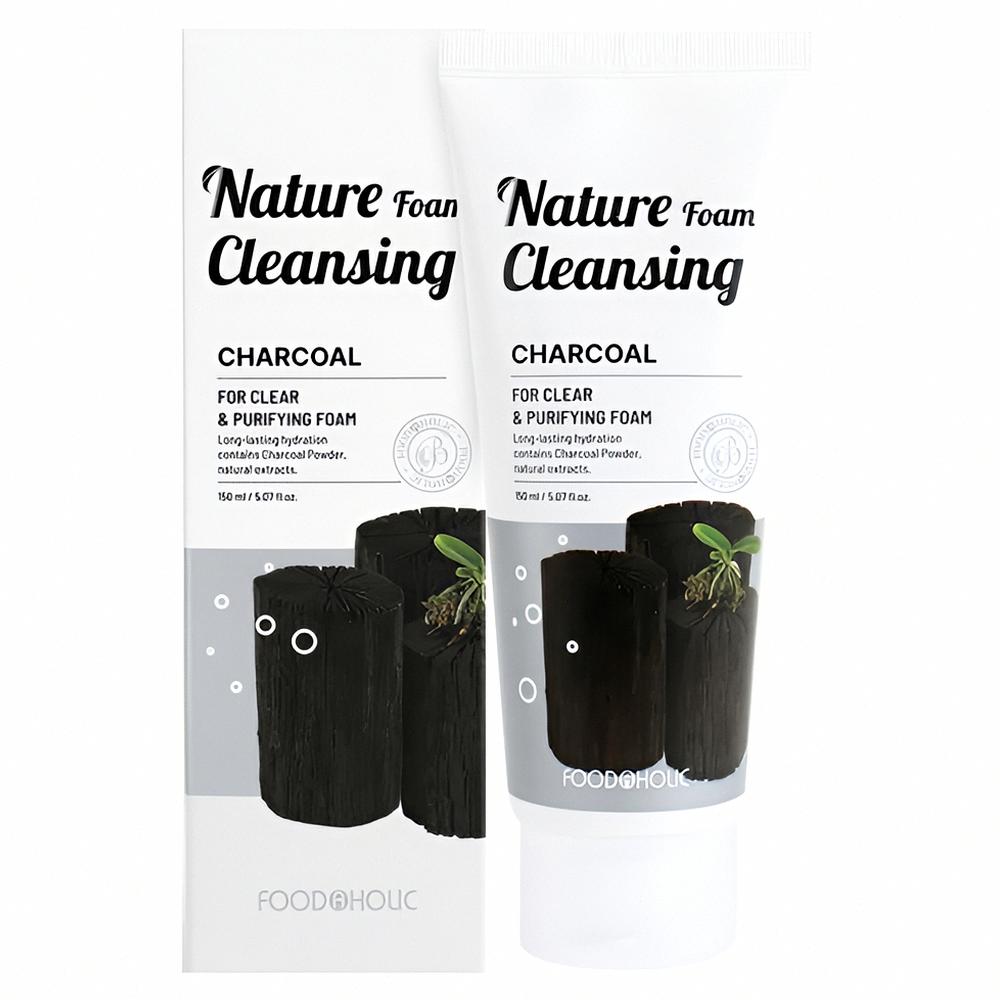 Nature Foam
Cleansing
CHARCOAL
FOR CLEAR
& PURIFYING FOAM
Long-lasting hydration
contains Charcoal Powder,
natural extracts.
150 ml / 5.07 fl.oz.
FOODAHOLIC
Nature Foam
Cleansing
CHARCOAL
FOR CLEAR
& PURIFYING FOAM
Long-lasting hydration
contains Charcoal Powder,
natural extracts.
150 ml / 5.07 fl.oz.
FOODAHOLIC